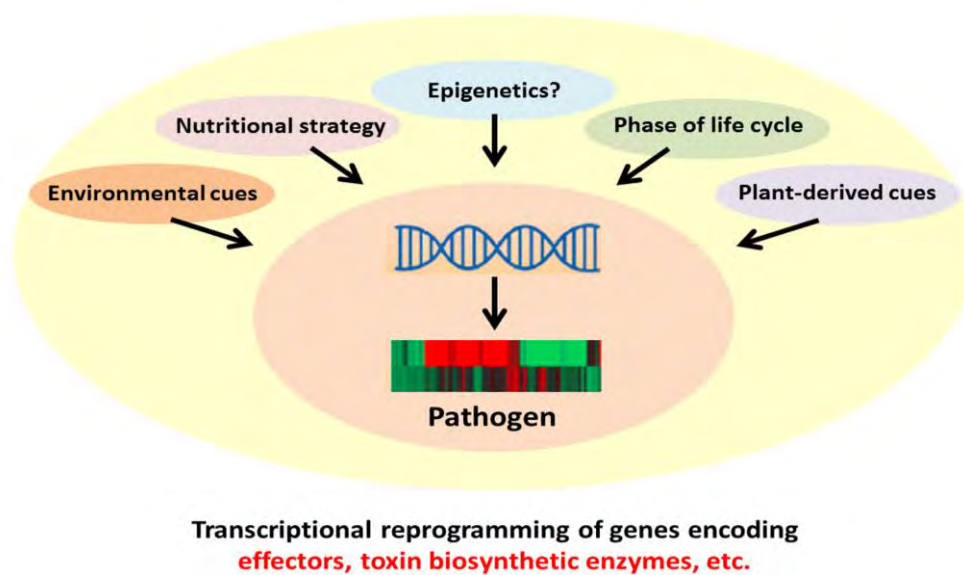 Epigenetics?
Nutritional strategy
Phase of life cycle
Environmental cues
Plant-derived cues
Pathogen
Transcriptional reprogramming of genes encoding
effectors, toxin biosynthetic enzymes, etc.